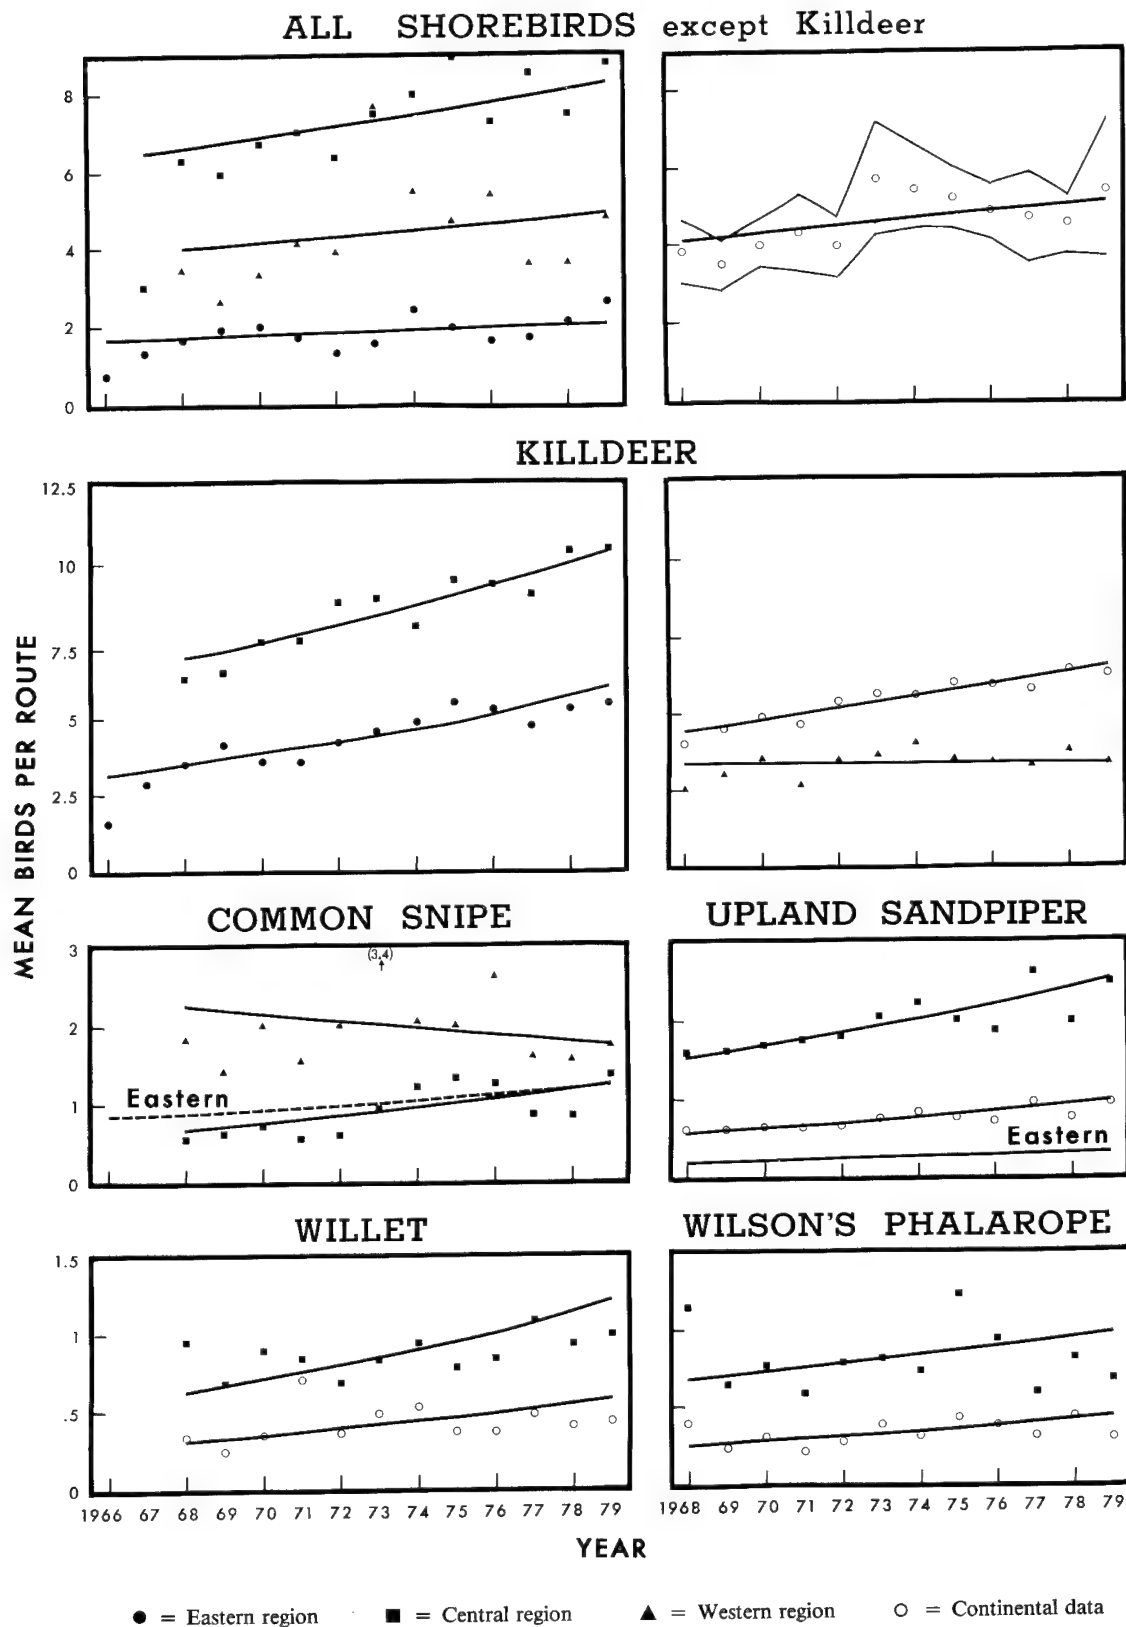 ALL SHOREBIRDS except Killdeer
8
6
4
2
0
KILLDEER
MEAN BIRDS PER ROUTE
12.5
10
7.5
5
2.5
0
COMMON SNIPE
UPLAND SANDPIPER
3
2
1
0
(3.4)
Eastern
Eastern
WILLET
WILSON'S PHALAROPE
1.5
1
.5
0
1966 67 68 69 70 71 72 73 74 75 76 77 78 79
1968 69 70 71 72 73 74 75 76 77 78 79
YEAR
● = Eastern region ■ = Central region ▲ = Western region ○ = Continental data